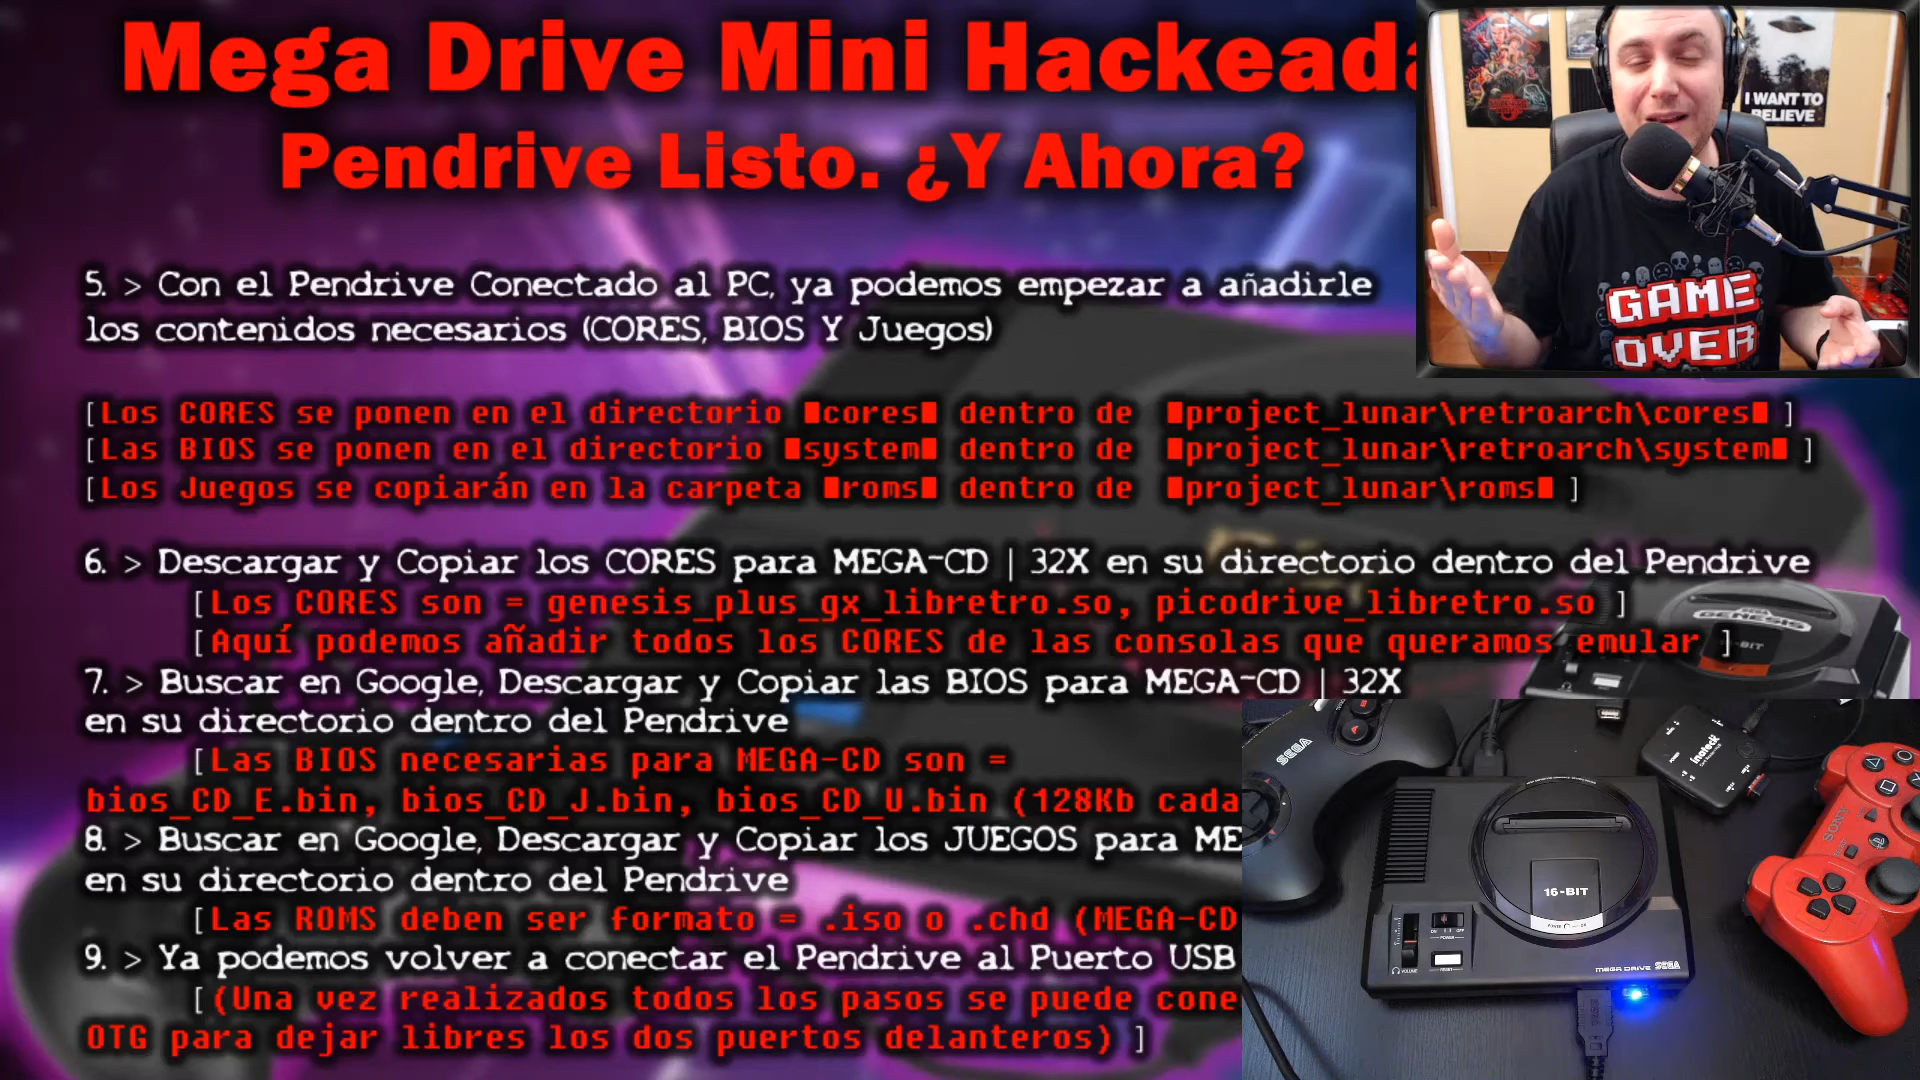 Mega Drive Mini Hackeada
Pendrive Listo. ¿Y Ahora?
I WANT TO
BELIEVE
GAME
OVER
5. > Con el Pendrive Conectado al PC, ya podemos empezar a añadirle
los contenidos necesarios (CORES, BIOS Y Juegos)
[Los CORES se ponen en el directorio ■cores■ dentro de ■project_lunar\retroarch\cores■ ]
[Las BIOS se ponen en el directorio ■system■ dentro de ■project_lunar\retroarch\system■ ]
[Los Juegos se copiarán en la carpeta ■roms■ dentro de ■project_lunar\roms■ ]
6. > Descargar y Copiar los CORES para MEGA-CD | 32X en su directorio dentro del Pendrive
[Los CORES son = genesis_plus_gx_libretro.so, picodrive_libretro.so ]
[Aquí podemos añadir todos los CORES de las consolas que queramos emular ]
7. > Buscar en Google, Descargar y Copiar las BIOS para MEGA-CD | 32X
en su directorio dentro del Pendrive
[Las BIOS necesarias para MEGA-CD son =
bios_CD_E.bin, bios_CD_J.bin, bios_CD_U.bin (128Kb cada
8. > Buscar en Google, Descargar y Copiar los JUEGOS para ME
en su directorio dentro del Pendrive
[Las ROMS deben ser formato = .iso o .chd (MEGA-CD
9. > Ya podemos volver a conectar el Pendrive al Puerto USB
[(Una vez realizados todos los pasos se puede cone
OTG para dejar libres los dos puertos delanteros) ]
GENESIS
SEGA
inateck
SONY
16-BIT
VOLUME
POWER
RESET
MEGA DRIVE SEGA